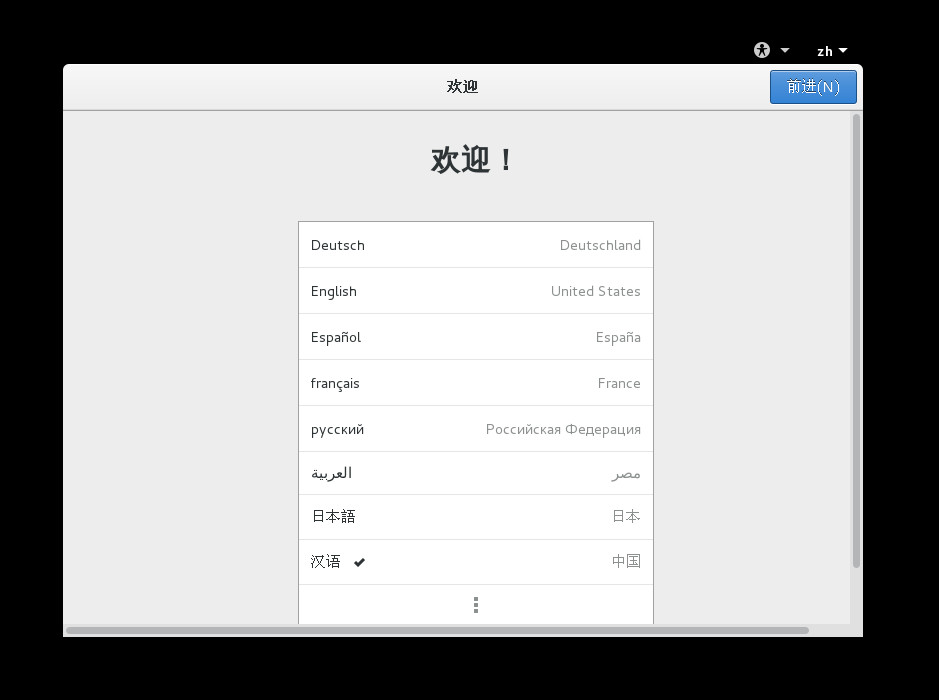 zh
欢迎
前进(N)
欢迎！
Deutsch Deutschland
English United States
Español España
français France
русский Российская Федерация
العربية مصر
日本語 日本
汉语 中国